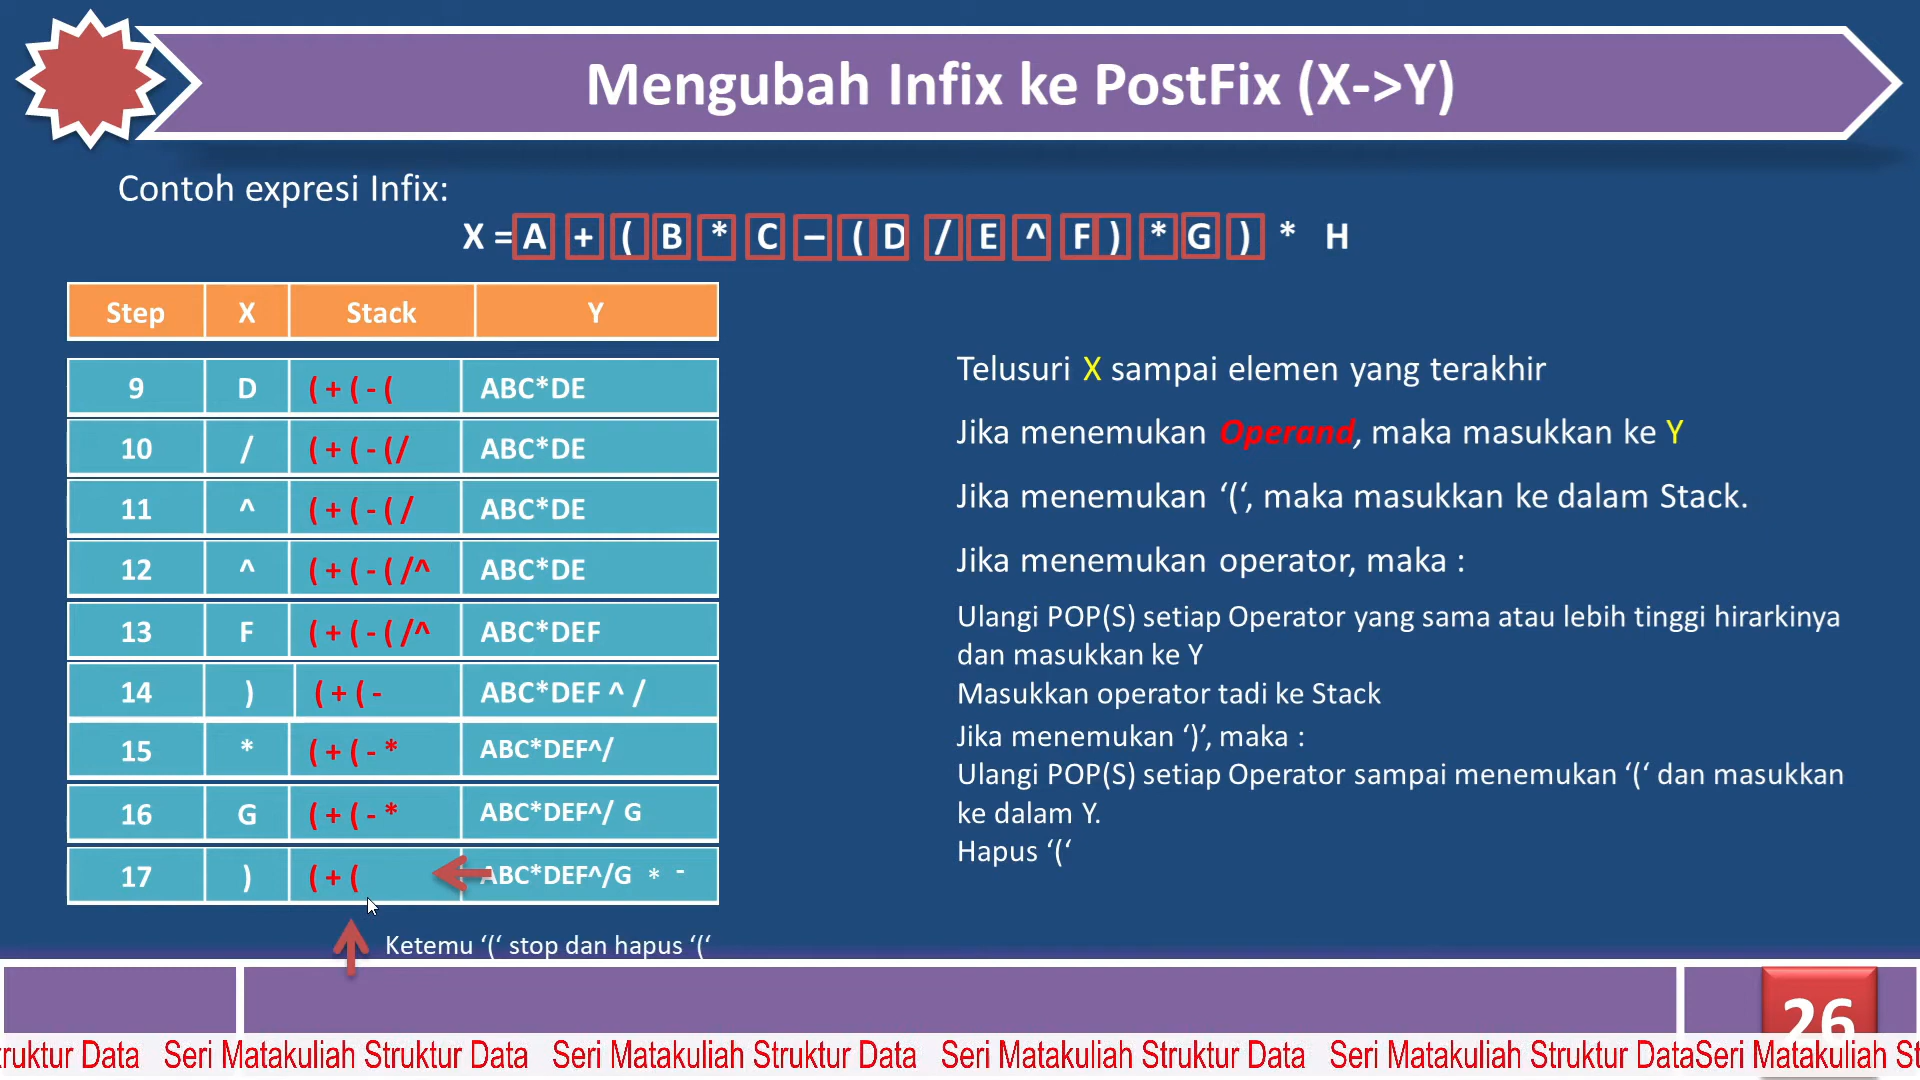 Mengubah Infix ke PostFix (X->Y)
Contoh expresi Infix:
X = A + ( B * C – ( D / E ^ F ) * G ) * H
Step X Stack Y
9 D ( + ( - ( ABC*DE
10 / ( + ( - (/ ABC*DE
11 ^ ( + ( - ( / ABC*DE
12 ^ ( + ( - ( /^ ABC*DE
13 F ( + ( - ( /^ ABC*DEF
14 ) ( + ( - ABC*DEF ^ /
15 * ( + ( - * ABC*DEF^/
16 G ( + ( - * ABC*DEF^/ G
17 ) ( + ( ABC*DEF^/G * -
Ketemu ‘(‘ stop dan hapus ‘(‘
Telusuri X sampai elemen yang terakhir
Jika menemukan Operand, maka masukkan ke Y
Jika menemukan ‘(‘, maka masukkan ke dalam Stack.
Jika menemukan operator, maka :
Ulangi POP(S) setiap Operator yang sama atau lebih tinggi hirarkinya
dan masukkan ke Y
Masukkan operator tadi ke Stack
Jika menemukan ‘)’, maka :
Ulangi POP(S) setiap Operator sampai menemukan ‘(‘ dan masukkan
ke dalam Y.
Hapus ‘(‘
26
ruktur Data Seri Matakuliah Struktur Data Seri Matakuliah Struktur Data Seri Matakuliah Struktur Data Seri Matakuliah Struktur DataSeri Matakuliah St